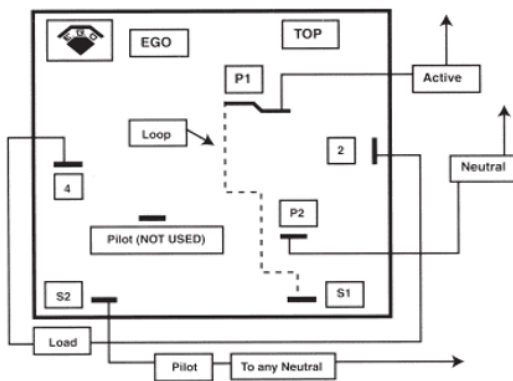 EGO
EGO
TOP
P1
Active
Loop
2
Neutral
4
P2
Pilot (NOT USED)
S2
S1
Load
Pilot
To any Neutral